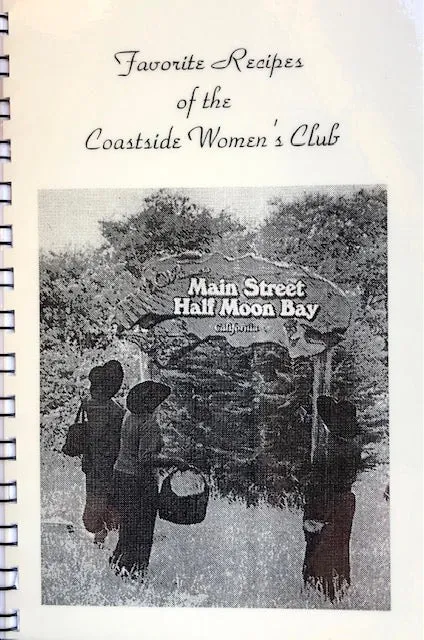 Favorite Recipes
of the
Coastside Women's Club
Main Street
Half Moon Bay
California